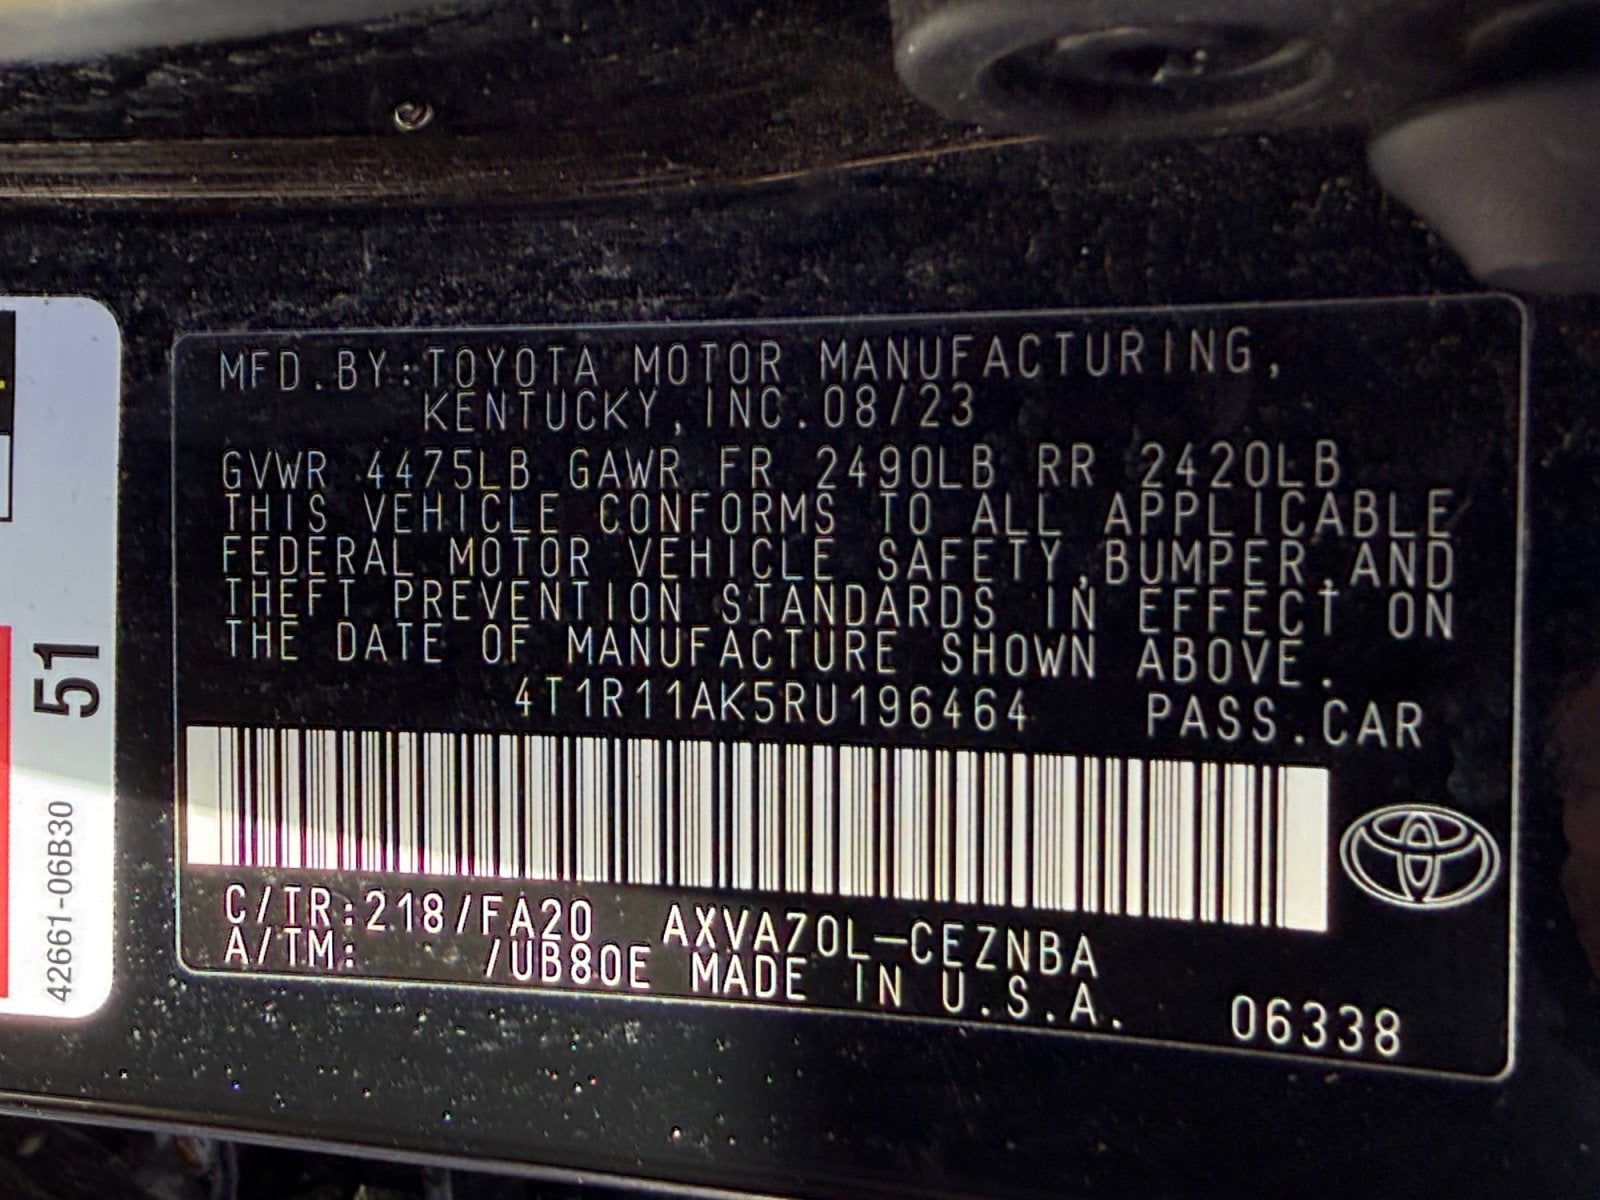 MFD.BY:TOYOTA MOTOR MANUFACTURING,
KENTUCKY,INC.08/23
GVWR 4475LB GAWR FR 2490LB RR 2420LB
THIS VEHICLE CONFORMS TO ALL APPLICABLE
FEDERAL MOTOR VEHICLE SAFETY,BUMPER,AND
THEFT PREVENTION STANDARDS IN EFFECT ON
THE DATE OF MANUFACTURE SHOWN ABOVE.
4T1R11AK5RU196464 PASS.CAR
C/TR:218/FA20 AXVA70L-CEZNBA
A/TM: /UB80E MADE IN U.S.A. 06338
51
42661-06B30